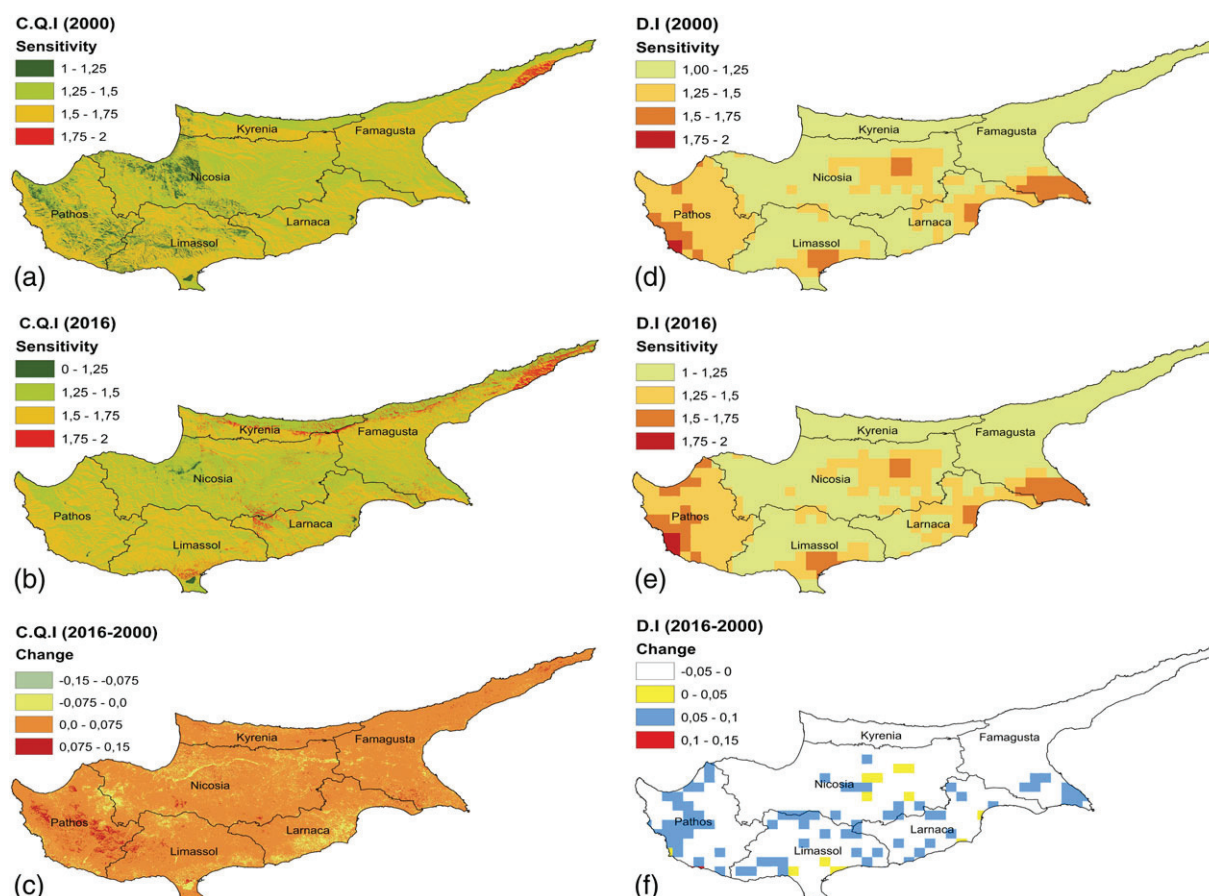 C.Q.I (2000)
Sensitivity
1 - 1,25
1,25 - 1,5
1,5 - 1,75
1,75 - 2
Kyrenia
Famagusta
Nicosia
Pathos
Larnaca
Limassol
(a)
D.I (2000)
Sensitivity
1,00 - 1,25
1,25 - 1,5
1,5 - 1,75
1,75 - 2
Kyrenia
Famagusta
Nicosia
Pathos
Larnaca
Limassol
(d)
C.Q.I (2016)
Sensitivity
0 - 1,25
1,25 - 1,5
1,5 - 1,75
1,75 - 2
Kyrenia
Famagusta
Nicosia
Pathos
Larnaca
Limassol
(b)
D.I (2016)
Sensitivity
1 - 1,25
1,25 - 1,5
1,5 - 1,75
1,75 - 2
Kyrenia
Famagusta
Nicosia
Pathos
Larnaca
Limassol
(e)
C.Q.I (2016-2000)
Change
-0,15 - -0,075
-0,075 - 0,0
0,0 - 0,075
0,075 - 0,15
Kyrenia
Famagusta
Nicosia
Pathos
Larnaca
Limassol
(c)
D.I (2016-2000)
Change
-0,05 - 0
0 - 0,05
0,05 - 0,1
0,1 - 0,15
Kyrenia
Famagusta
Nicosia
Pathos
Larnaca
Limassol
(f)